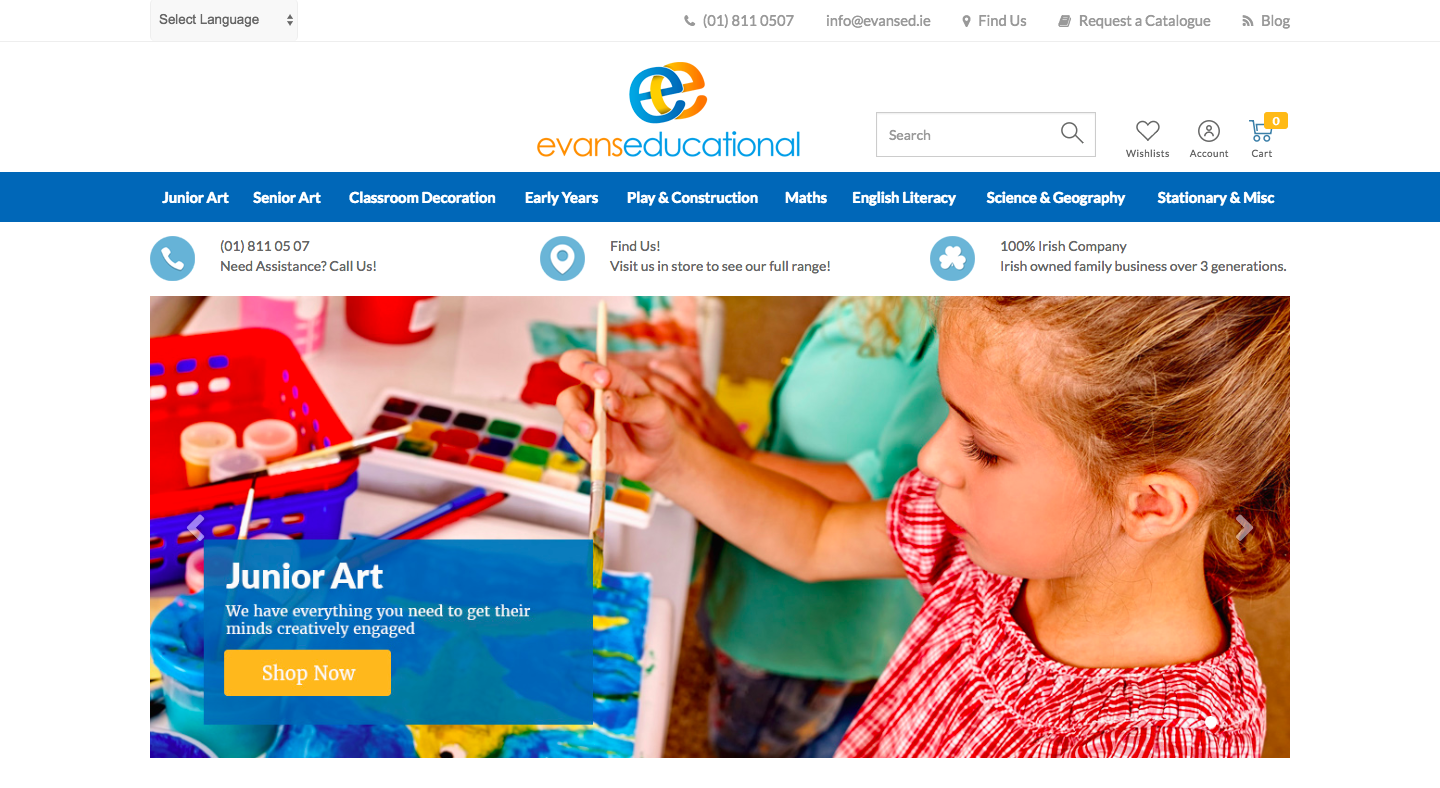 Select Language
(01) 811 0507
info@evansed.ie
Find Us
Request a Catalogue
Blog
evanseducational
Search
Wishlists
Account
0
Cart
Junior Art
Senior Art
Classroom Decoration
Early Years
Play & Construction
Maths
English Literacy
Science & Geography
Stationary & Misc
(01) 811 05 07
Need Assistance? Call Us!
Find Us!
Visit us in store to see our full range!
100% Irish Company
Irish owned family business over 3 generations.
Junior Art
We have everything you need to get their
minds creatively engaged
Shop Now